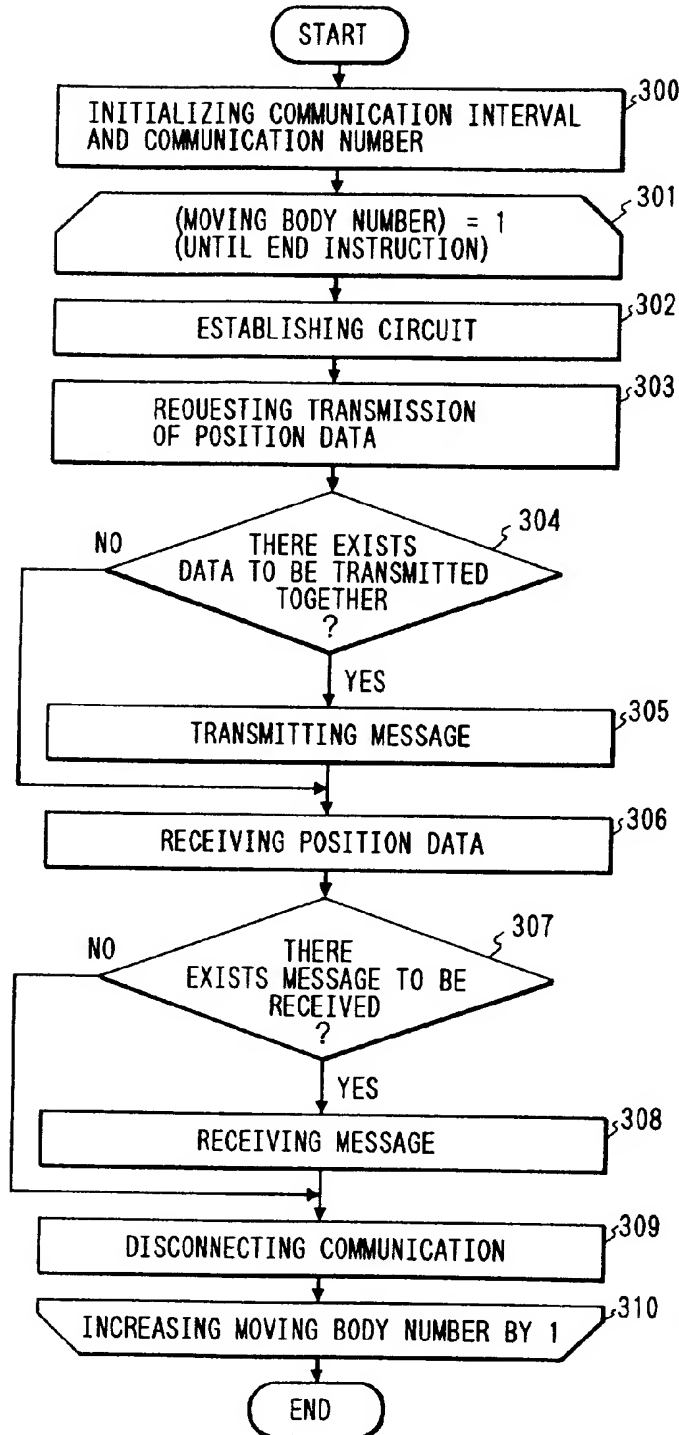 START
300
INITIALIZING COMMUNICATION INTERVAL
AND COMMUNICATION NUMBER
301
(MOVING BODY NUMBER) = 1
(UNTIL END INSTRUCTION)
302
ESTABLISHING CIRCUIT
303
REQUESTING TRANSMISSION
OF POSITION DATA
304
NO
THERE EXISTS
DATA TO BE TRANSMITTED
TOGETHER
?
YES
305
TRANSMITTING MESSAGE
306
RECEIVING POSITION DATA
307
NO
THERE
EXISTS MESSAGE TO BE
RECEIVED
?
YES
308
RECEIVING MESSAGE
309
DISCONNECTING COMMUNICATION
310
INCREASING MOVING BODY NUMBER BY 1
END